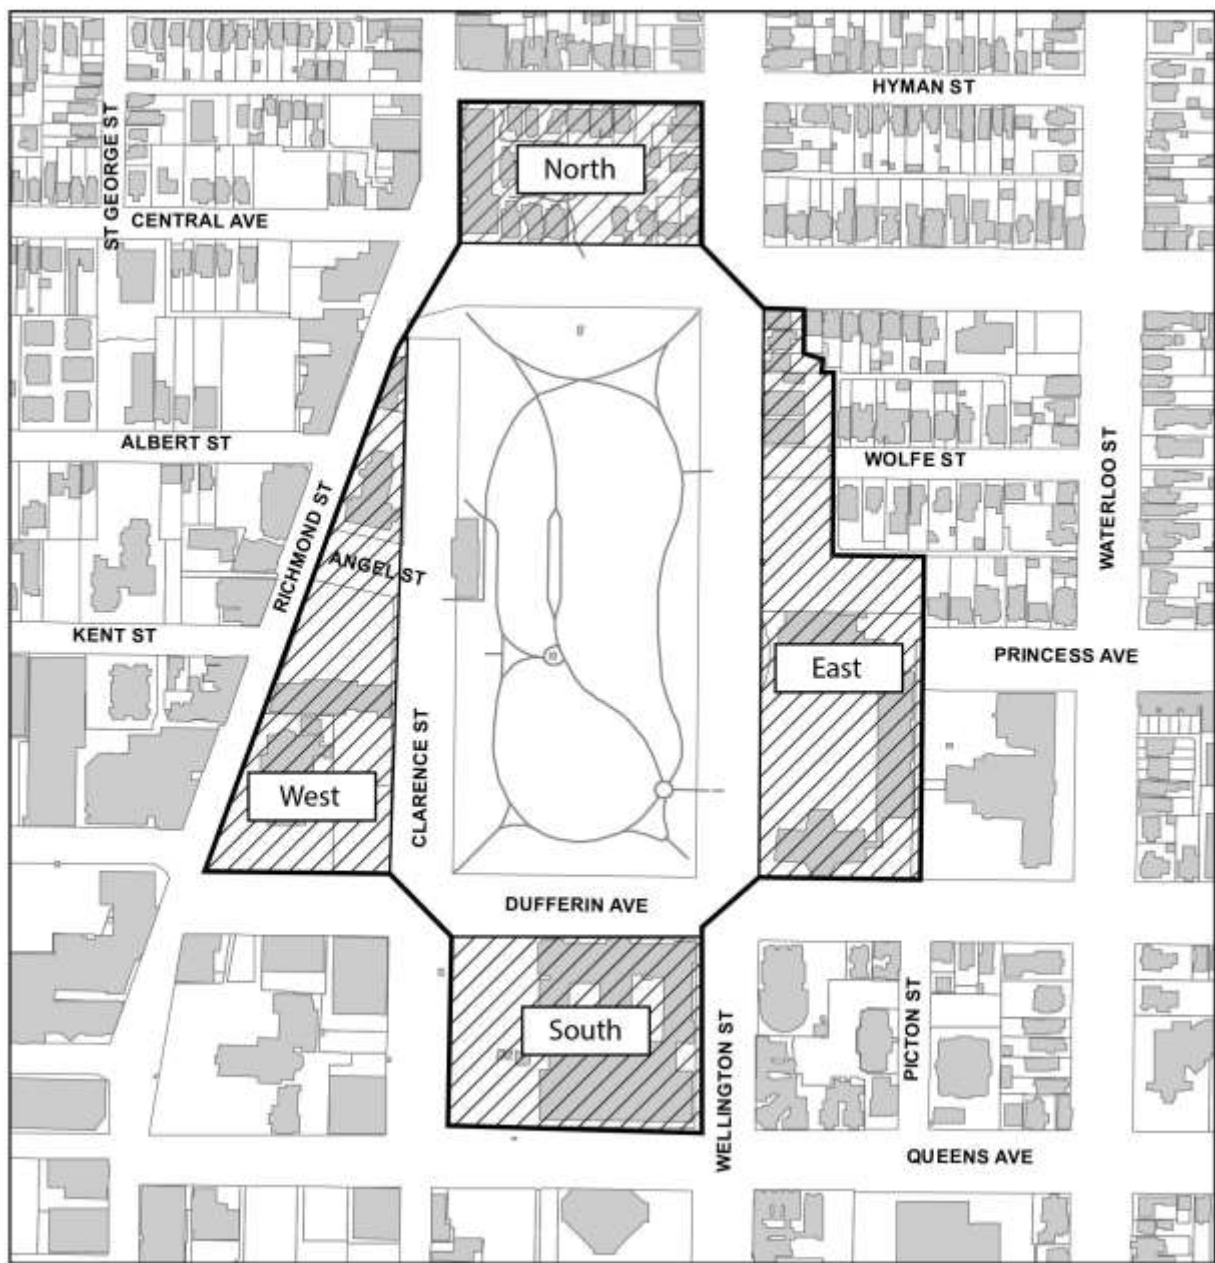 HYMAN ST
ST GEORGE ST
North
CENTRAL AVE
ALBERT ST
WOLFE ST
WATERLOO ST
RICHMOND ST
ANGEL ST
KENT ST
PRINCESS AVE
East
CLARENCE ST
West
DUFFERIN AVE
South
WELLINGTON ST
PICTON ST
QUEENS AVE